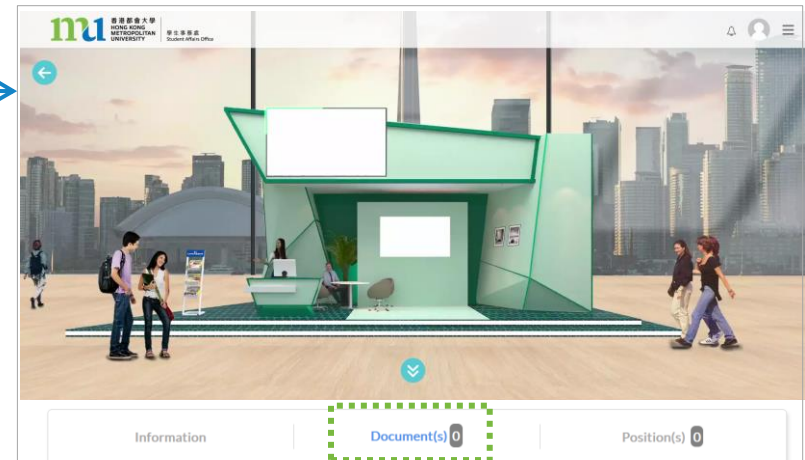 香港都會大學
HONG KONG
METROPOLITAN
UNIVERSITY
學生事務處
Student Affairs Office
Information
Document(s) 0
Position(s) 0